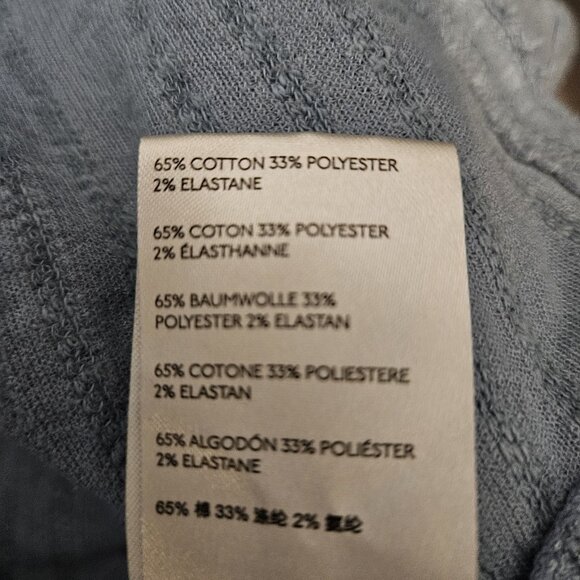 65% COTTON 33% POLYESTER
2% ELASTANE
65% COTON 33% POLYESTER
2% ÉLASTHANNE
65% BAUMWOLLE 33%
POLYESTER 2% ELASTAN
65% COTONE 33% POLIESTERE
2% ELASTAN
65% ALGODÓN 33% POLIÉSTER
2% ELASTANE
65% 棉 33% 涤纶 2% 氨纶